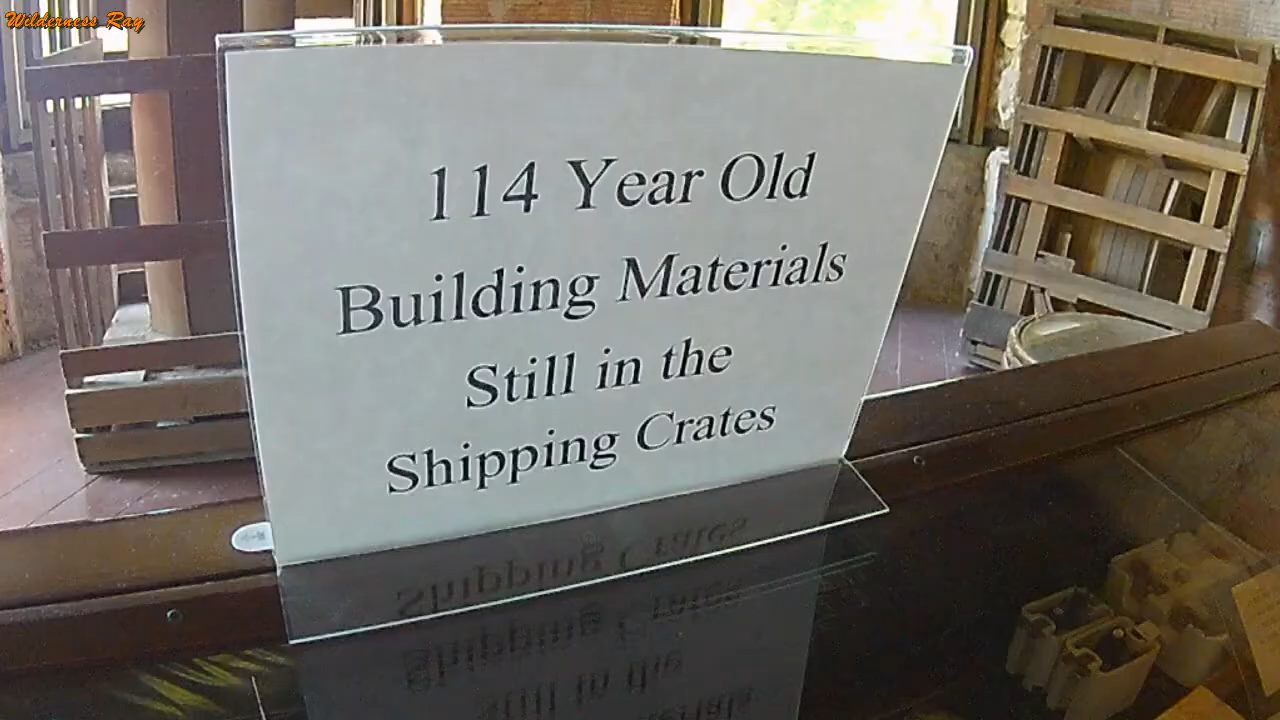 Wilderness Ray
114 Year Old
Building Materials
Still in the
Shipping Crates